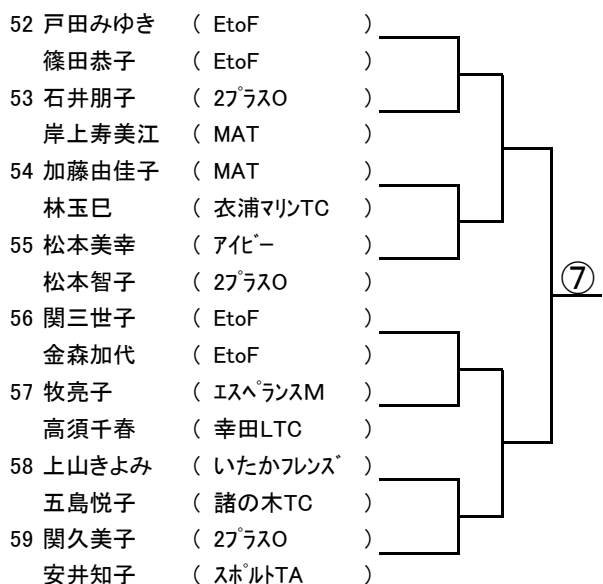 52 戸田みゆき ( EtoF )
篠田恭子 ( EtoF )
53 石井朋子 ( 2プラスO )
岸上寿美江 ( MAT )
54 加藤由佳子 ( MAT )
林玉巳 ( 衣浦マリンTC )
55 松本美幸 ( アイビー )
松本智子 ( 2プラスO )
⑦
56 関三世子 ( EtoF )
金森加代 ( EtoF )
57 牧亮子 ( エスペランスM )
高須千春 ( 幸田LTC )
58 上山きよみ ( いたかフレンズ )
五島悦子 ( 諸の木TC )
59 関久美子 ( 2プラスO )
安井知子 ( スポルトTA )